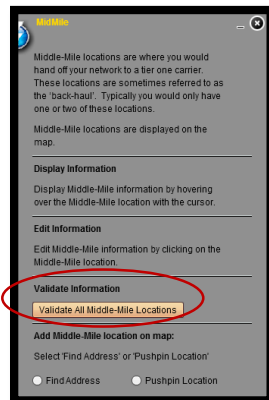 MidMile
Middle-Mile locations are where you would
hand off your network to a tier one carrier.
These locations are sometimes referred to as
the 'back-haul'. Typically you would only have
one or two of these locations.
Middle-Mile locations are displayed on the
map.
Display Information
Display Middle-Mile information by hovering
over the Middle-Mile location with the cursor.
Edit Information
Edit Middle-Mile information by clicking on the
Middle-Mile location.
Validate Information
Validate All Middle-Mile Locations
Add Middle-Mile location on map:
Select 'Find Address' or 'Pushpin Location'
Find Address Pushpin Location